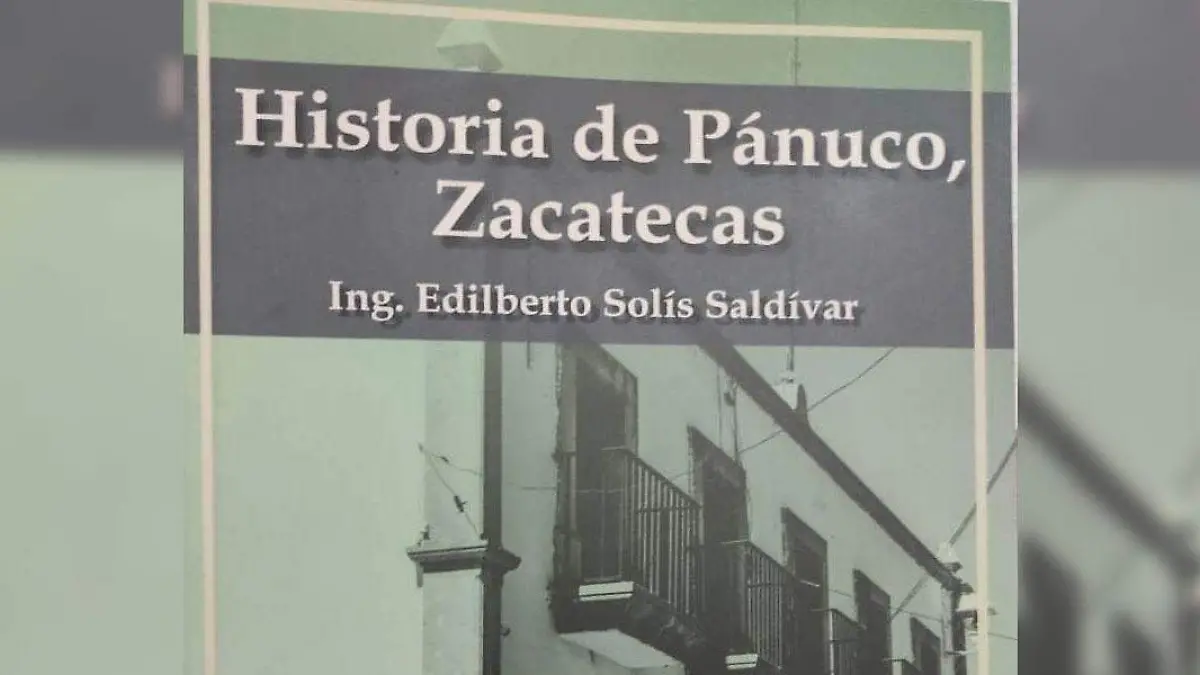 Historia de Pánuco,
Zacatecas
Ing. Edilberto Solís Saldívar